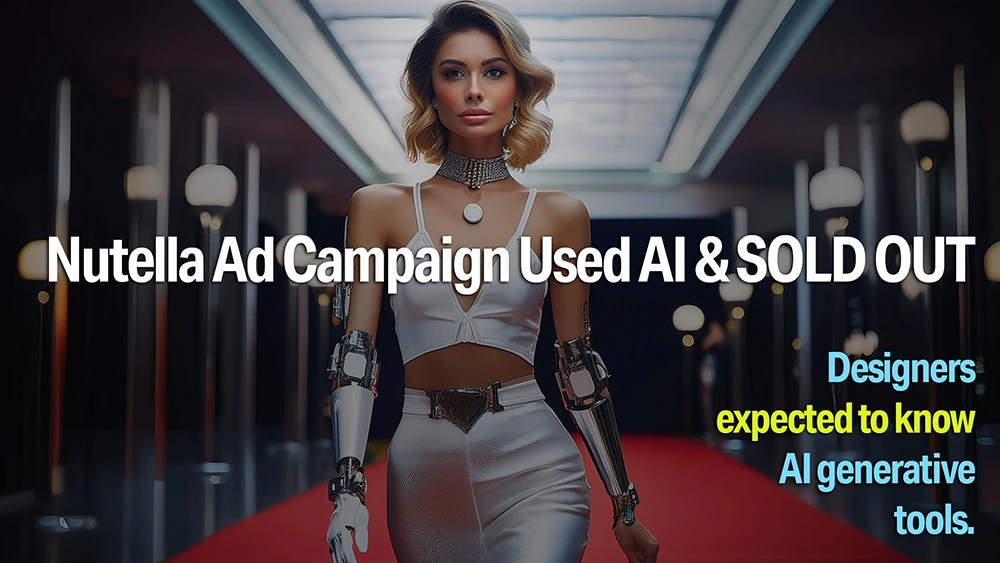 Nutella Ad Campaign Used AI & SOLD OUT
Designers
expected to know
AI generative
tools.